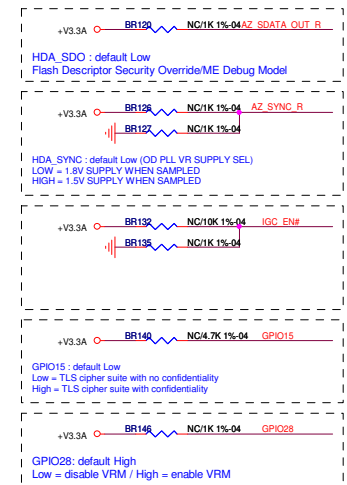 +V3.3A BR120 NC/1K 1%-04 AZ_SDATA_OUT_R
HDA_SDO : default Low
Flash Descriptor Security Override/ME Debug Model
+V3.3A BR126 NC/1K 1%-04 AZ_SYNC_R
BR127 NC/1K 1%-04
HDA_SYNC : default Low (OD PLL VR SUPPLY SEL)
LOW = 1.8V SUPPLY WHEN SAMPLED
HIGH = 1.5V SUPPLY WHEN SAMPLED
+V3.3A BR132 NC/10K 1%-04 IGC_EN#
BR135 NC/1K 1%-04
+V3.3A BR140 NC/4.7K 1%-04 GPIO15
GPIO15 : default Low
Low = TLS cipher suite with no confidentiality
High = TLS cipher suite with confidentiality
+V3.3A BR146 NC/1K 1%-04 GPIO28
GPIO28: default High
Low = disable VRM / High = enable VRM